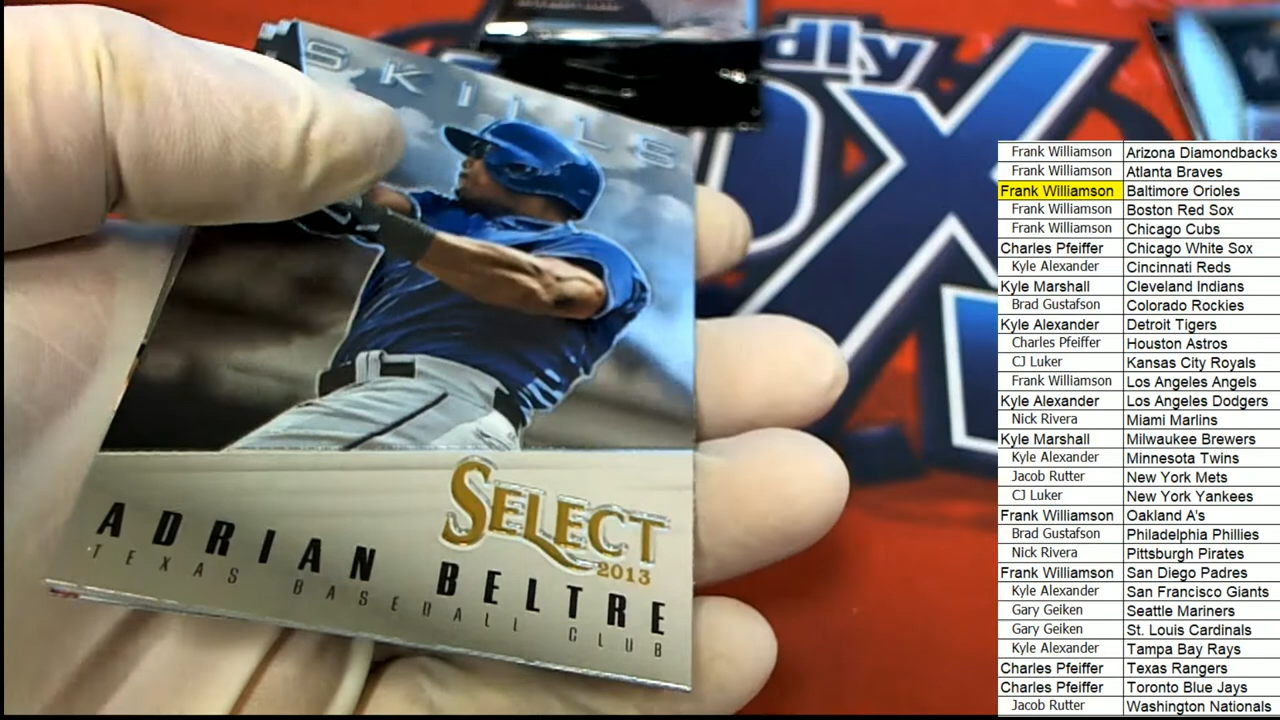 SKILLS
dly
OX
SELECT
2013
ADRIAN BELTRE
TEXAS BASEBALL CLUB
Frank Williamson Arizona Diamondbacks
Frank Williamson Atlanta Braves
Frank Williamson Baltimore Orioles
Frank Williamson Boston Red Sox
Frank Williamson Chicago Cubs
Charles Pfeiffer Chicago White Sox
Kyle Alexander Cincinnati Reds
Kyle Marshall Cleveland Indians
Brad Gustafson Colorado Rockies
Kyle Alexander Detroit Tigers
Charles Pfeiffer Houston Astros
CJ Luker Kansas City Royals
Frank Williamson Los Angeles Angels
Kyle Alexander Los Angeles Dodgers
Nick Rivera Miami Marlins
Kyle Marshall Milwaukee Brewers
Kyle Alexander Minnesota Twins
Jacob Rutter New York Mets
CJ Luker New York Yankees
Frank Williamson Oakland A's
Brad Gustafson Philadelphia Phillies
Nick Rivera Pittsburgh Pirates
Frank Williamson San Diego Padres
Kyle Alexander San Francisco Giants
Gary Geiken Seattle Mariners
Gary Geiken St. Louis Cardinals
Kyle Alexander Tampa Bay Rays
Charles Pfeiffer Texas Rangers
Charles Pfeiffer Toronto Blue Jays
Jacob Rutter Washington Nationals